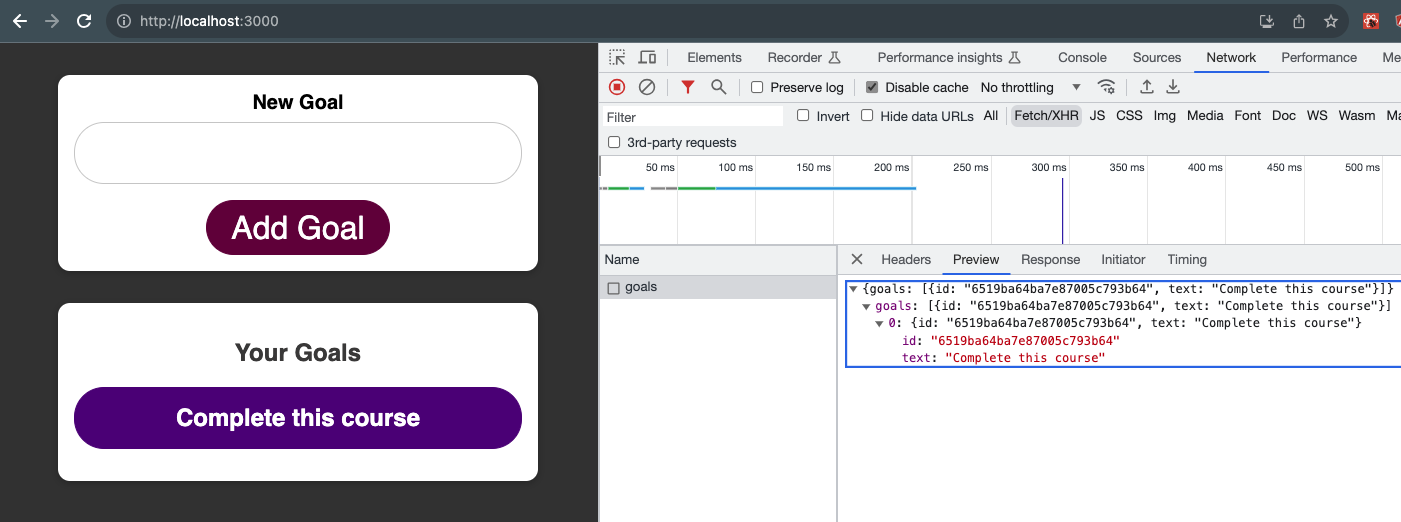 http://localhost:3000
New Goal
Add Goal
Your Goals
Complete this course
Elements Recorder Performance insights Console Sources Network Performance Me
Preserve log Disable cache No throttling
Filter Invert Hide data URLs All Fetch/XHR JS CSS Img Media Font Doc WS Wasm Ma
3rd-party requests
50 ms 100 ms 150 ms 200 ms 250 ms 300 ms 350 ms 400 ms 450 ms 500 ms
Name
goals
Headers Preview Response Initiator Timing
{goals: [{id: "6519ba64ba7e87005c793b64", text: "Complete this course"}]}
goals: [{id: "6519ba64ba7e87005c793b64", text: "Complete this course"}]
0: {id: "6519ba64ba7e87005c793b64", text: "Complete this course"}
id: "6519ba64ba7e87005c793b64"
text: "Complete this course"